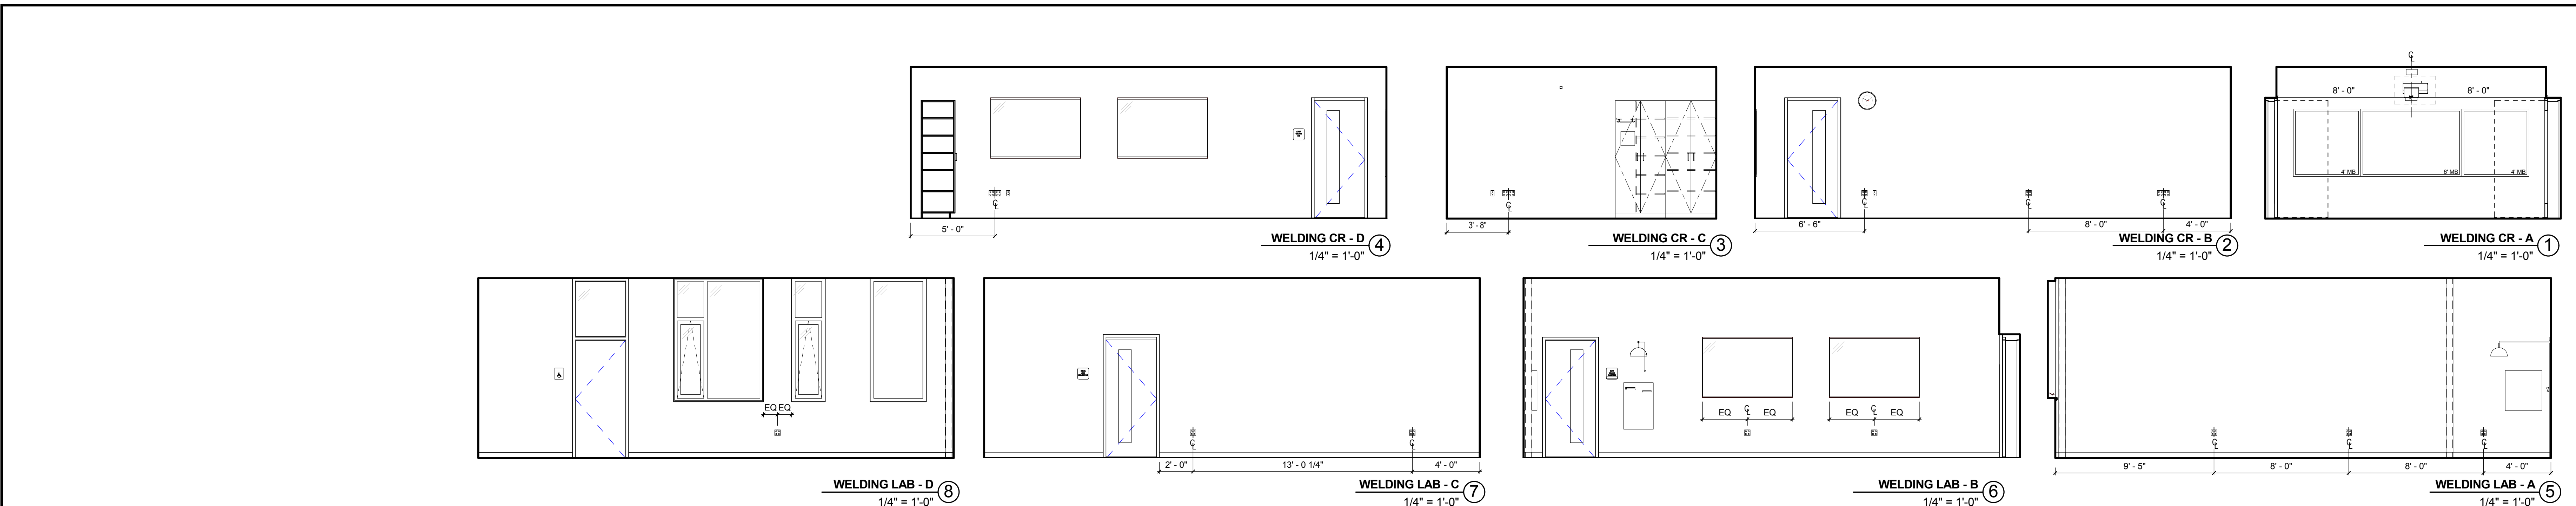 ℄
8' - 0" 8' - 0"
4' MB 6' MB 4' MB
℄
5' - 0"
WELDING CR - D 4
1/4" = 1'-0"
℄
3' - 8"
WELDING CR - C 3
1/4" = 1'-0"
℄ ℄ ℄
6' - 6" 8' - 0" 4' - 0"
WELDING CR - B 2
1/4" = 1'-0"
WELDING CR - A 1
1/4" = 1'-0"
EQ EQ
WELDING LAB - D 8
1/4" = 1'-0"
℄ ℄
2' - 0" 13' - 0 1/4" 4' - 0"
WELDING LAB - C 7
1/4" = 1'-0"
EQ ℄ EQ EQ ℄ EQ
WELDING LAB - B 6
1/4" = 1'-0"
℄ ℄ ℄
9' - 5" 8' - 0" 8' - 0" 4' - 0"
WELDING LAB - A 5
1/4" = 1'-0"